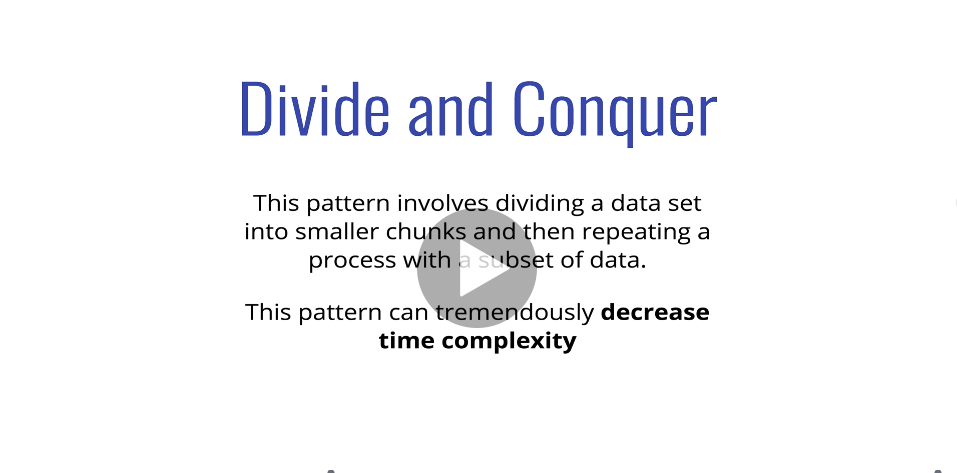 Divide and Conquer
This pattern involves dividing a data set
into smaller chunks and then repeating a
process with a subset of data.
This pattern can tremendously decrease
time complexity